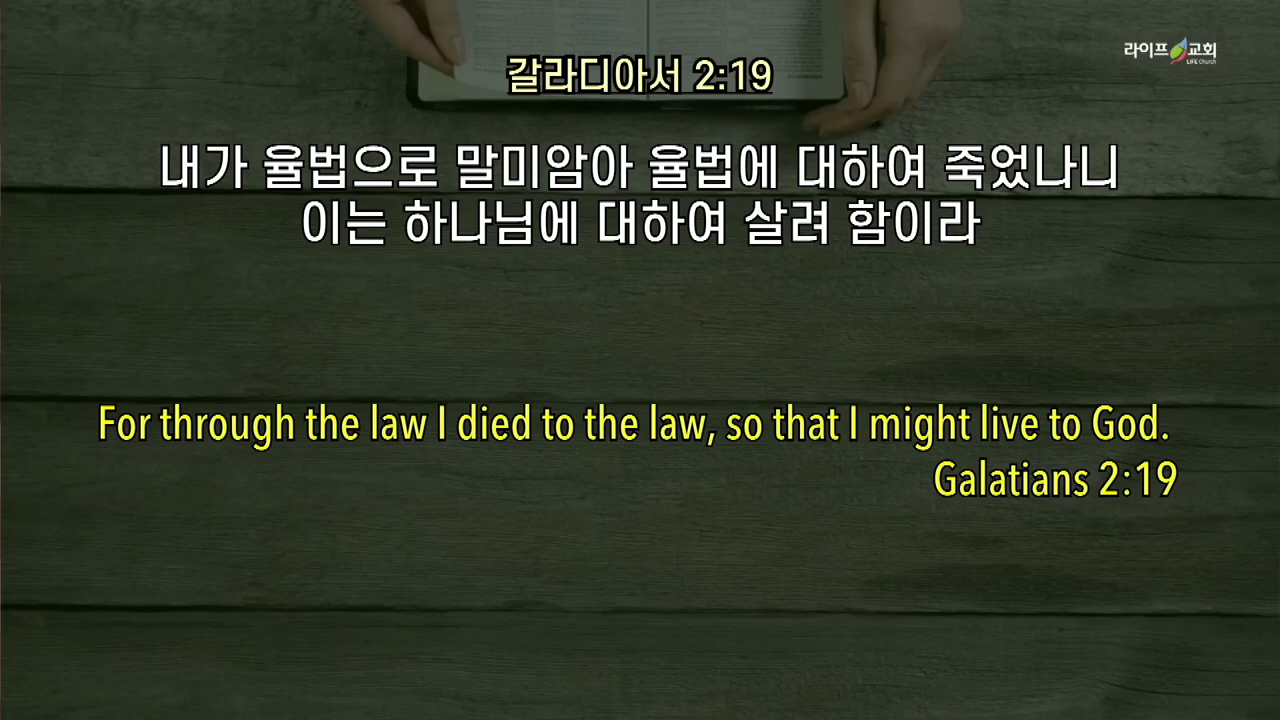 라이프 교회
LIFE Church
갈라디아서 2:19
내가 율법으로 말미암아 율법에 대하여 죽었나니
이는 하나님에 대하여 살려 함이라
For through the law I died to the law, so that I might live to God.
Galatians 2:19